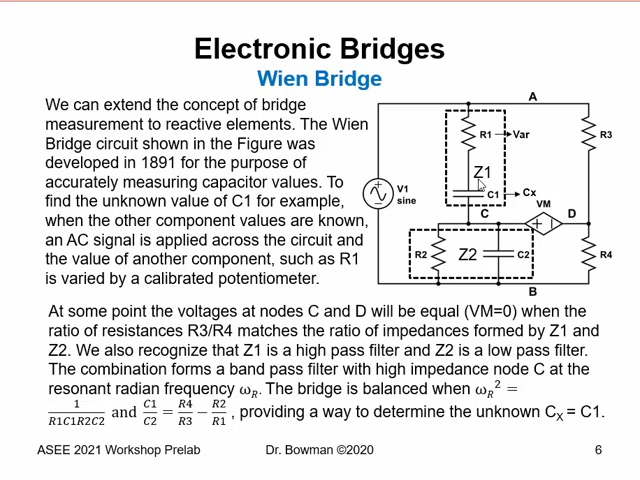 Electronic Bridges
Wien Bridge
We can extend the concept of bridge
measurement to reactive elements. The Wien
Bridge circuit shown in the Figure was
developed in 1891 for the purpose of
accurately measuring capacitor values. To
find the unknown value of C1 for example,
when the other component values are known,
an AC signal is applied across the circuit and
the value of another component, such as R1
is varied by a calibrated potentiometer.
A
R1 → Var
R3
Z1
V1
sine
C1 → Cx
VM
C
D
+ −
R2
Z2
C2
R4
B
At some point the voltages at nodes C and D will be equal (VM=0) when the
ratio of resistances R3/R4 matches the ratio of impedances formed by Z1 and
Z2. We also recognize that Z1 is a high pass filter and Z2 is a low pass filter.
The combination forms a band pass filter with high impedance node C at the
resonant radian frequency ω_R. The bridge is balanced when ω_R² =
1/(R1C1R2C2) and C1/C2 = R4/R3 − R2/R1, providing a way to determine the unknown C_X = C1.
ASEE 2021 Workshop Prelab
Dr. Bowman ©2020
6